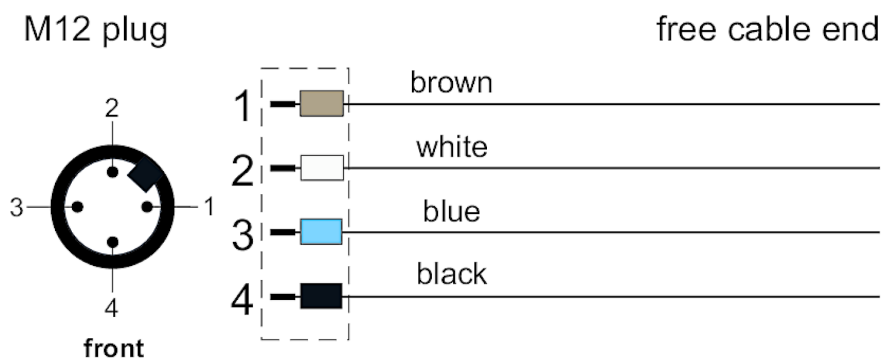 M12 plug
free cable end
2
3
1
4
front
1
brown
2
white
3
blue
4
black